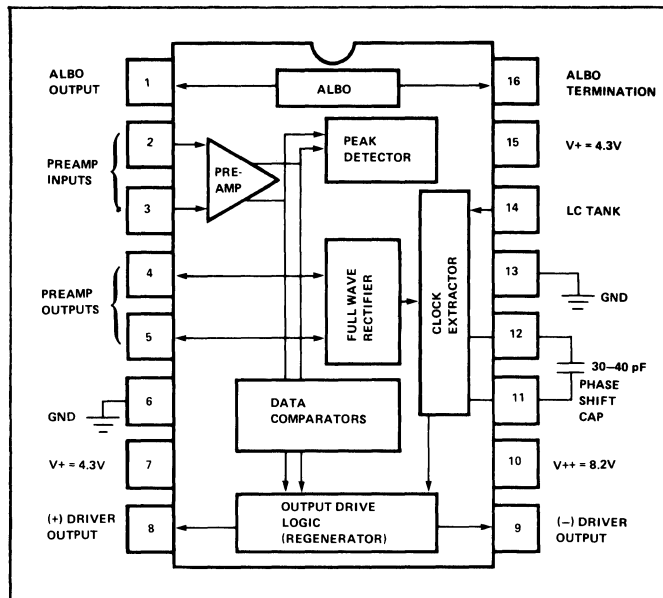 ALBO
OUTPUT
1
ALBO
16
ALBO
TERMINATION
2
PREAMP
INPUTS
3
PRE-
AMP
PEAK
DETECTOR
15
V+ = 4.3V
14
LC TANK
4
PREAMP
OUTPUTS
5
FULL WAVE
RECTIFIER
CLOCK
EXTRACTOR
13
GND
12
30–40 pF
PHASE
SHIFT
CAP
11
GND
6
DATA
COMPARATORS
V+ = 4.3V
7
10
V++ = 8.2V
(+) DRIVER
OUTPUT
8
OUTPUT DRIVE
LOGIC
(REGENERATOR)
9
(−) DRIVER
OUTPUT